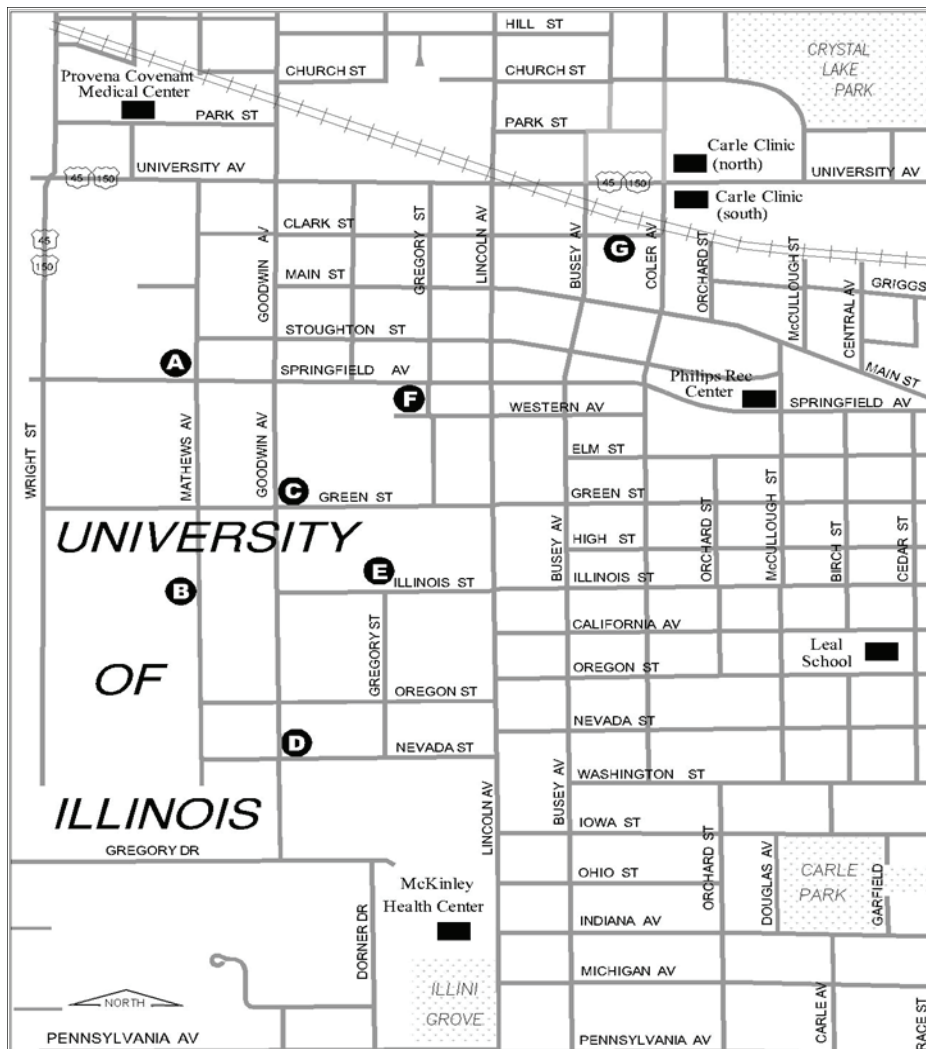 HILL ST
CRYSTAL
LAKE
PARK
Provena Covenant
Medical Center
CHURCH ST
CHURCH ST
PARK ST
PARK ST
Carle Clinic
(north)
UNIVERSITY AV
UNIVERSITY AV
45 150
45 150
Carle Clinic
(south)
45
150
CLARK ST
GOODWIN AV
GREGORY ST
LINCOLN AV
BUSEY AV
G
COLER AV
ORCHARD ST
McCULLOUGH ST
CENTRAL AV
MAIN ST
GRIGGS
STOUGHTON ST
A
SPRINGFIELD AV
MAIN ST
Philips Rec
Center
F
WESTERN AV
SPRINGFIELD AV
WRIGHT ST
MATHEWS AV
GOODWIN AV
ELM ST
C
GREEN ST
GREEN ST
UNIVERSITY
BUSEY AV
HIGH ST
ORCHARD ST
McCULLOUGH ST
BIRCH ST
CEDAR ST
B
E
ILLINOIS ST
ILLINOIS ST
GREGORY ST
CALIFORNIA AV
Leal
School
OF
OREGON ST
OREGON ST
D
NEVADA ST
NEVADA ST
LINCOLN AV
BUSEY AV
WASHINGTON ST
ILLINOIS
IOWA ST
GREGORY DR
ORCHARD ST
DOUGLAS AV
CARLE
PARK
GARFIELD
OHIO ST
McKinley
Health Center
DORNER DR
INDIANA AV
MICHIGAN AV
ILLINI
GROVE
NORTH
CARLE AV
RACE ST
PENNSYLVANIA AV
PENNSYLVANIA AV